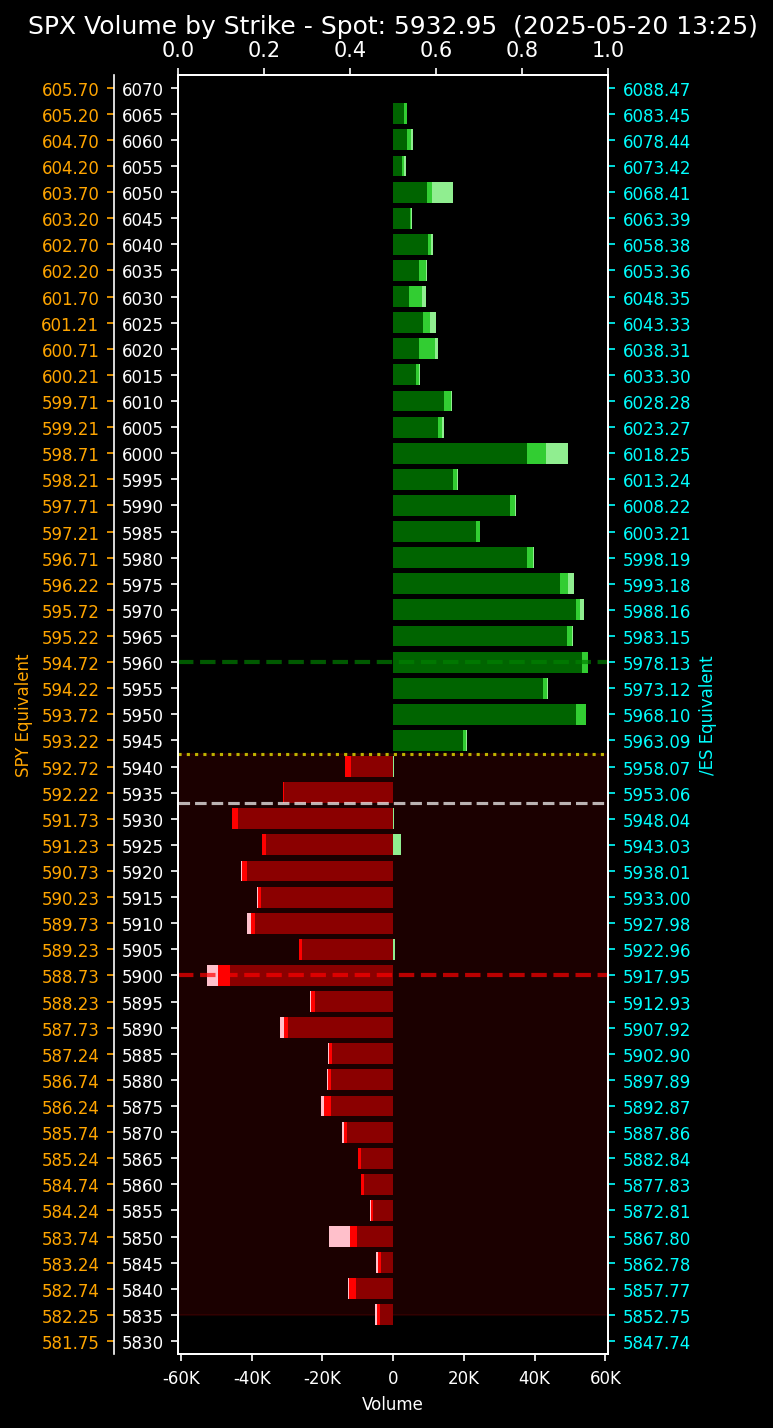 SPX Volume by Strike - Spot: 5932.95 (2025-05-20 13:25)
0.0 0.2 0.4 0.6 0.8 1.0
605.70 6070 6088.47
605.20 6065 6083.45
604.70 6060 6078.44
604.20 6055 6073.42
603.70 6050 6068.41
603.20 6045 6063.39
602.70 6040 6058.38
602.20 6035 6053.36
601.70 6030 6048.35
601.21 6025 6043.33
600.71 6020 6038.31
600.21 6015 6033.30
599.71 6010 6028.28
599.21 6005 6023.27
598.71 6000 6018.25
598.21 5995 6013.24
597.71 5990 6008.22
597.21 5985 6003.21
596.71 5980 5998.19
596.22 5975 5993.18
595.72 5970 5988.16
595.22 5965 5983.15
594.72 5960 5978.13
594.22 5955 5973.12
593.72 5950 5968.10
593.22 5945 5963.09
592.72 5940 5958.07
592.22 5935 5953.06
591.73 5930 5948.04
591.23 5925 5943.03
590.73 5920 5938.01
590.23 5915 5933.00
589.73 5910 5927.98
589.23 5905 5922.96
588.73 5900 5917.95
588.23 5895 5912.93
587.73 5890 5907.92
587.24 5885 5902.90
586.74 5880 5897.89
586.24 5875 5892.87
585.74 5870 5887.86
585.24 5865 5882.84
584.74 5860 5877.83
584.24 5855 5872.81
583.74 5850 5867.80
583.24 5845 5862.78
582.74 5840 5857.77
582.25 5835 5852.75
581.75 5830 5847.74
SPY Equivalent
/ES Equivalent
-60K -40K -20K 0 20K 40K 60K
Volume